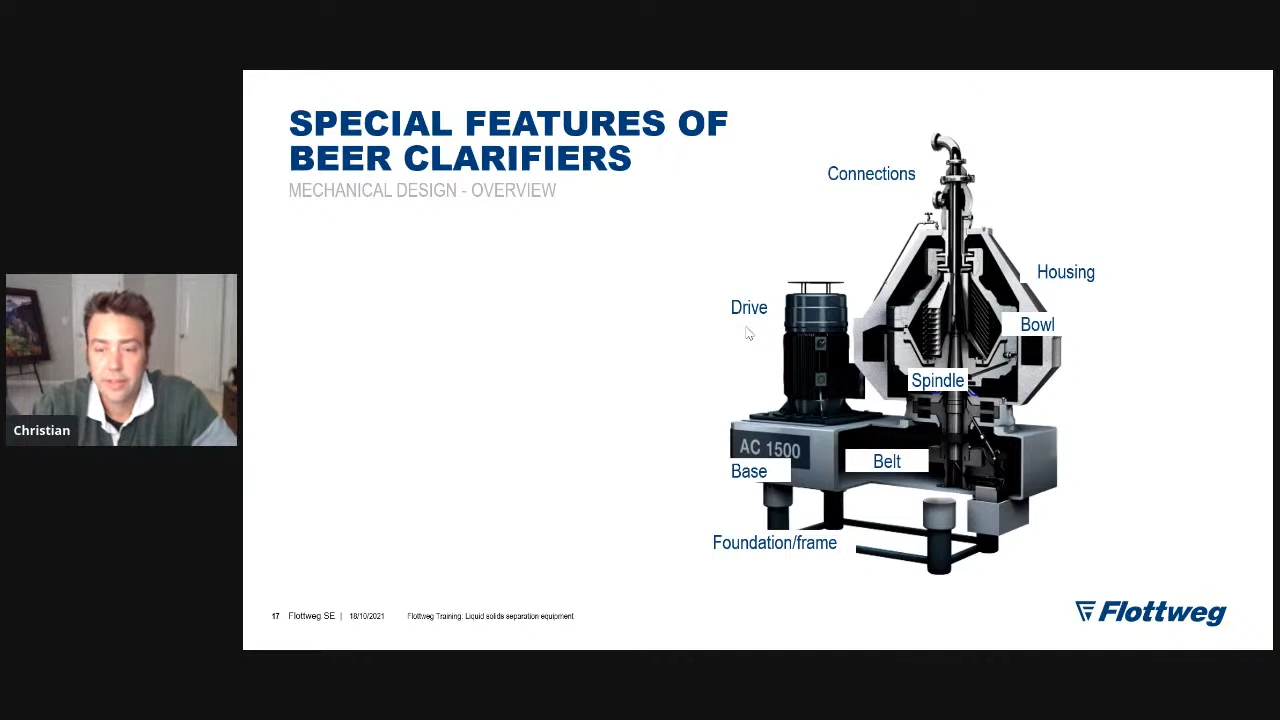 SPECIAL FEATURES OF
BEER CLARIFIERS
MECHANICAL DESIGN - OVERVIEW
Connections
Housing
Drive
Bowl
Spindle
AC 1500
Base
Belt
Foundation/frame
Christian
17 Flottweg SE | 18/10/2021 Flottweg Training: Liquid solids separation equipment
Flottweg